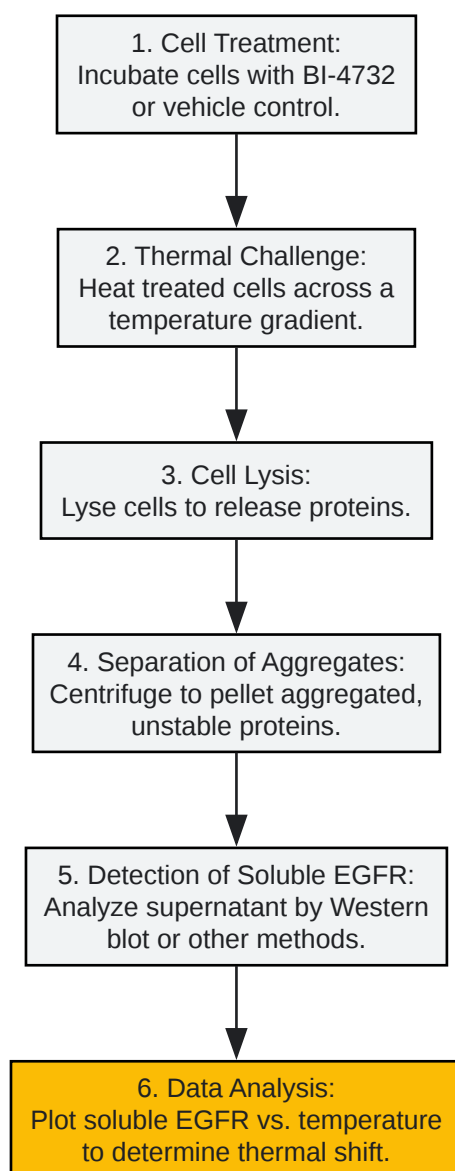 1. Cell Treatment:
Incubate cells with BI-4732
or vehicle control.
2. Thermal Challenge:
Heat treated cells across a
temperature gradient.
3. Cell Lysis:
Lyse cells to release proteins.
4. Separation of Aggregates:
Centrifuge to pellet aggregated,
unstable proteins.
5. Detection of Soluble EGFR:
Analyze supernatant by Western
blot or other methods.
6. Data Analysis:
Plot soluble EGFR vs. temperature
to determine thermal shift.